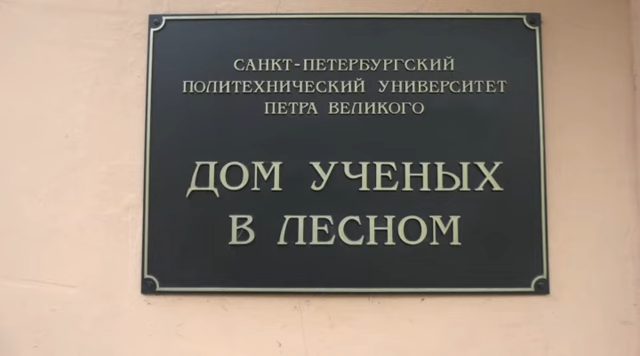 САНКТ-ПЕТЕРБУРГСКИЙ
ПОЛИТЕХНИЧЕСКИЙ УНИВЕРСИТЕТ
ПЕТРА ВЕЛИКОГО
ДОМ УЧЕНЫХ
В ЛЕСНОМ